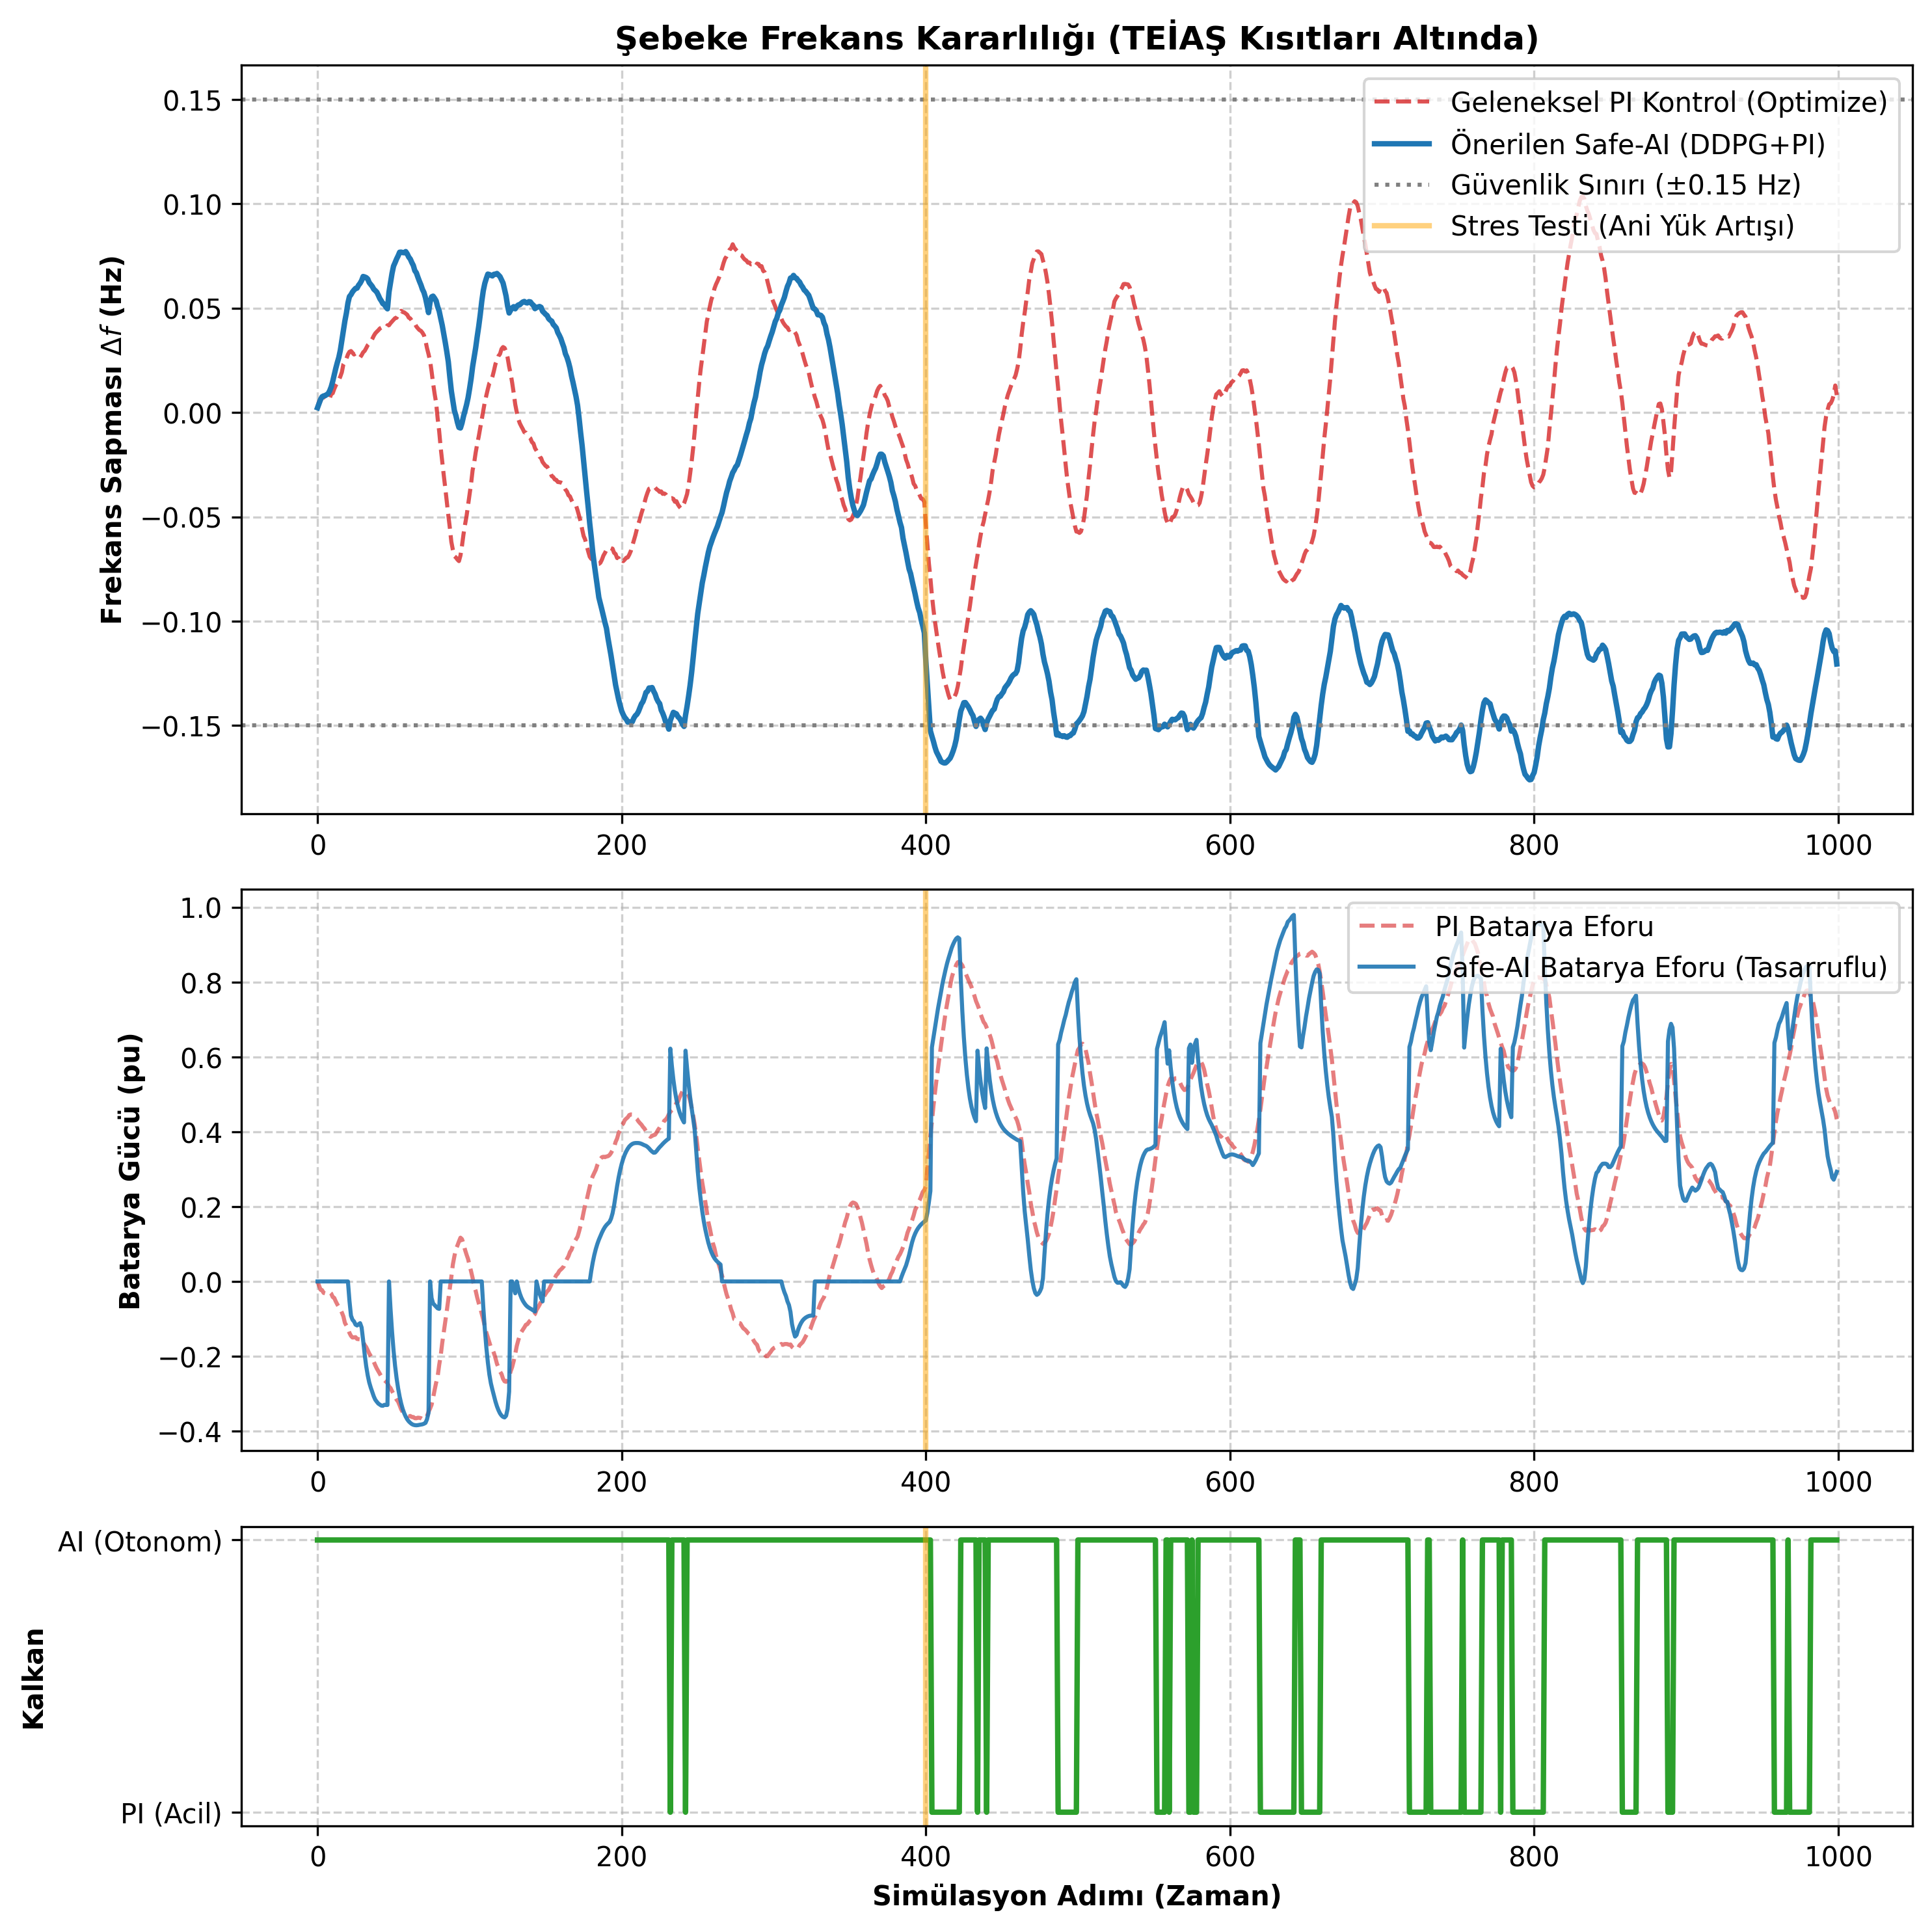 Şebeke Frekans Kararlılığı (TEİAŞ Kısıtları Altında)
Frekans Sapması Δf (Hz)
0.15
0.10
0.05
0.00
−0.05
−0.10
−0.15
Geleneksel PI Kontrol (Optimize)
Önerilen Safe-AI (DDPG+PI)
Güvenlik Sınırı (±0.15 Hz)
Stres Testi (Ani Yük Artışı)
0 200 400 600 800 1000
Batarya Gücü (pu)
1.0
0.8
0.6
0.4
0.2
0.0
−0.2
−0.4
PI Batarya Eforu
Safe-AI Batarya Eforu (Tasarruflu)
0 200 400 600 800 1000
Kalkan
AI (Otonom)
PI (Acil)
0 200 400 600 800 1000
Simülasyon Adımı (Zaman)